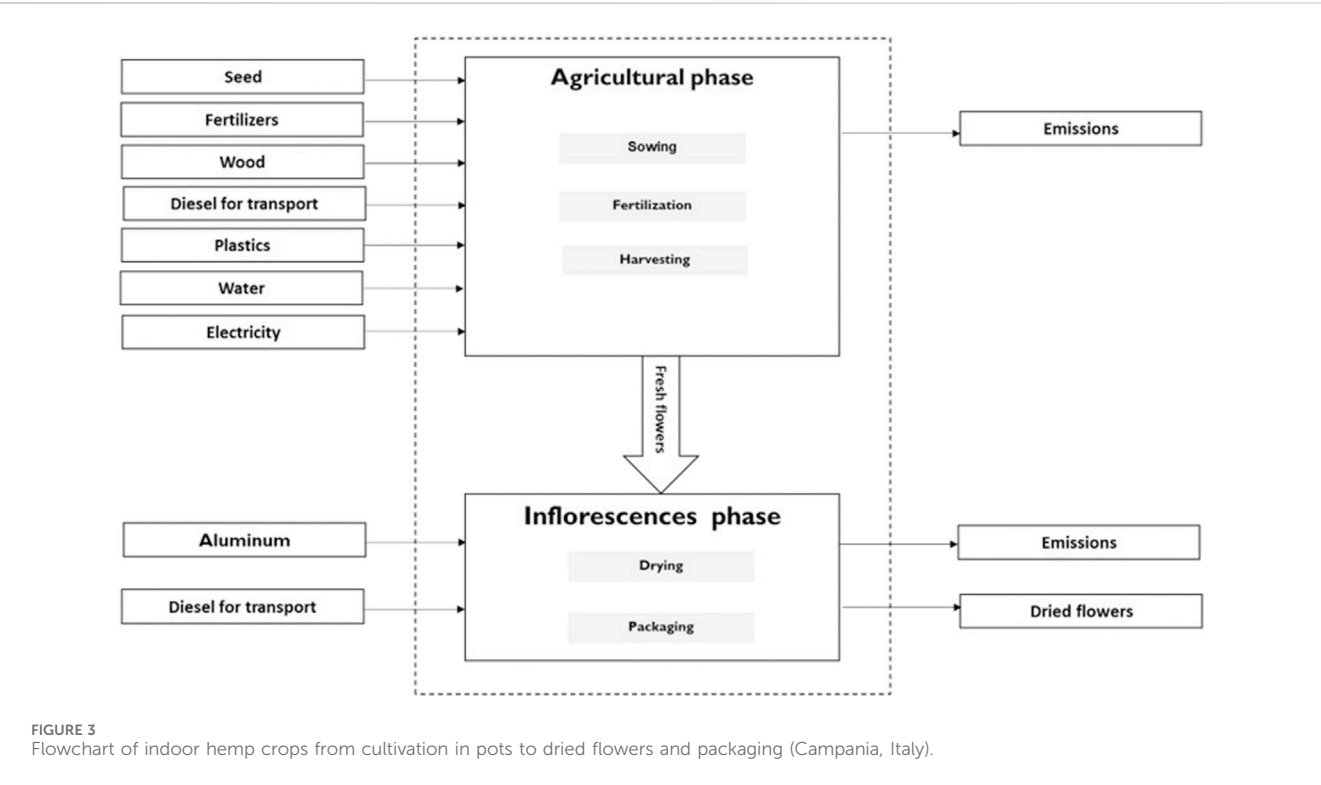 Agricultural phase
Seed
Fertilizers
Wood
Diesel for transport
Plastics
Water
Electricity
Sowing
Fertilization
Harvesting
Emissions
Fresh flowers
Inflorescences phase
Aluminum
Diesel for transport
Drying
Packaging
Emissions
Dried flowers
FIGURE 3
Flowchart of indoor hemp crops from cultivation in pots to dried flowers and packaging (Campania, Italy).